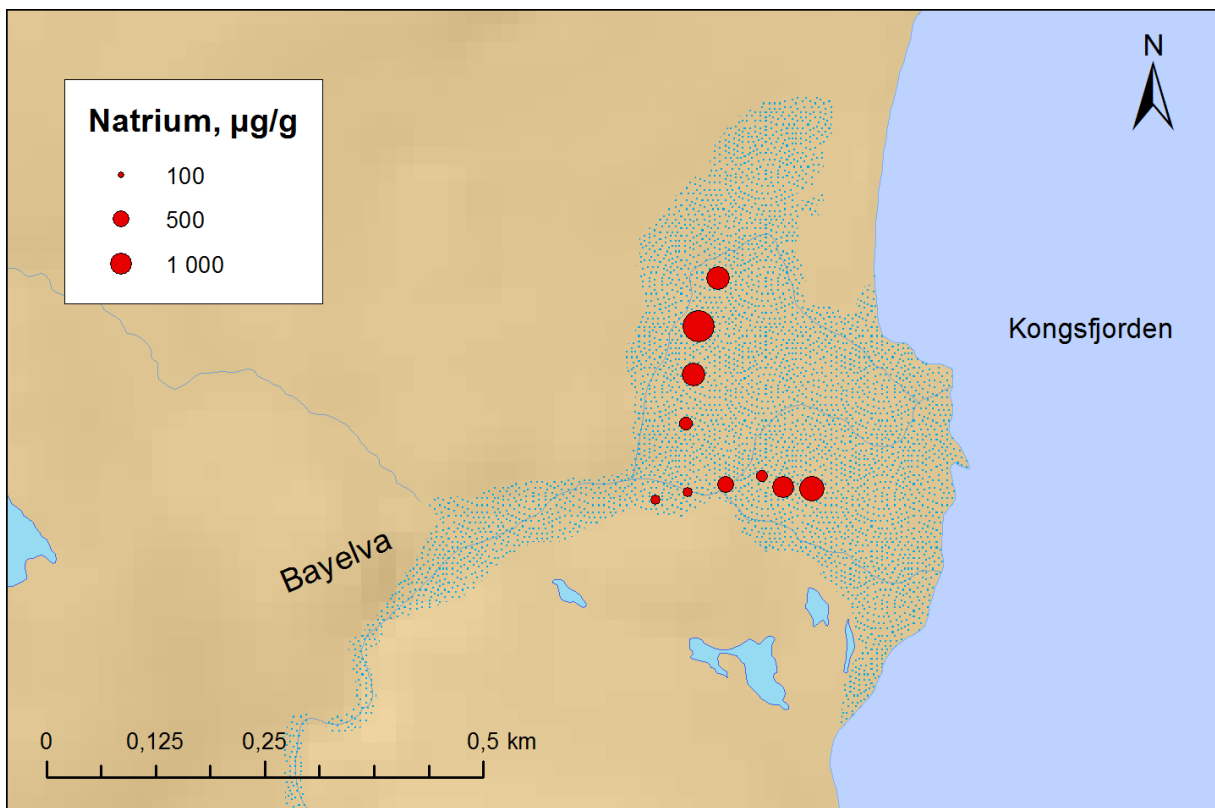 Natrium, µg/g
100
500
1 000
N
Kongsfjorden
Bayelva
0 0,125 0,25 0,5 km